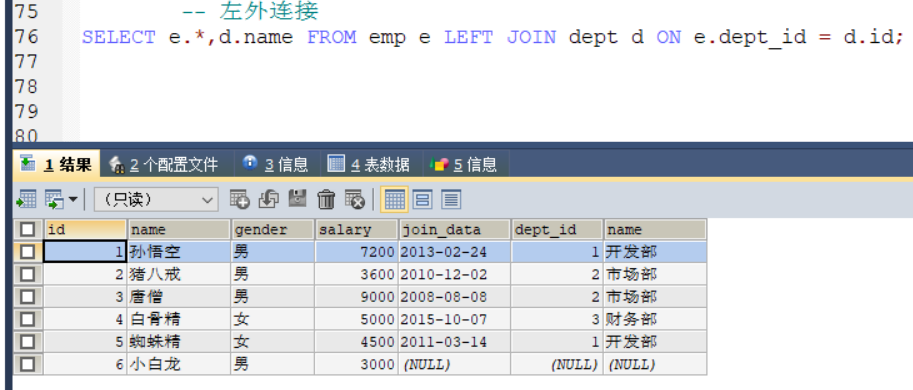 75 -- 左外连接
76 SELECT e.*,d.name FROM emp e LEFT JOIN dept d ON e.dept_id = d.id;
77
78
79
80
1 结果 2 个配置文件 3 信息 4 表数据 5 信息
（只读）
id name gender salary join_data dept_id name
1 孙悟空 男 7200 2013-02-24 1 开发部
2 猪八戒 男 3600 2010-12-02 2 市场部
3 唐僧 男 9000 2008-08-08 2 市场部
4 白骨精 女 5000 2015-10-07 3 财务部
5 蜘蛛精 女 4500 2011-03-14 1 开发部
6 小白龙 男 3000 (NULL) (NULL) (NULL)